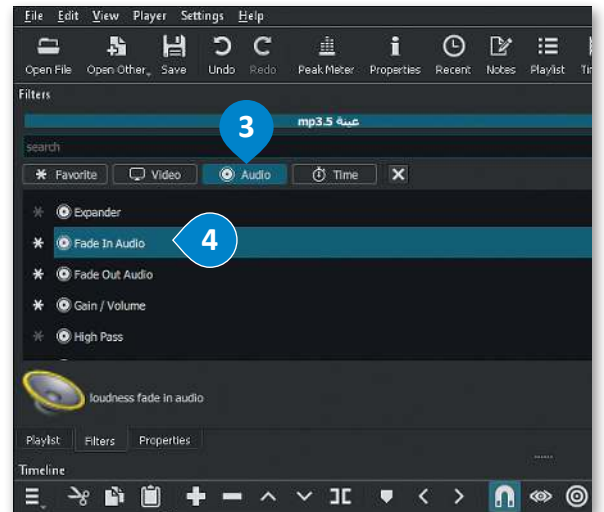 File Edit View Player Settings Help
Open File Open Other Save Undo Redo Peak Meter Properties Recent Notes Playlist
Filters
عينة mp3.5
3
search
Favorite Video Audio Time
Expander
Fade In Audio 4
Fade Out Audio
Gain / Volume
High Pass
loudness fade in audio
Playlist Filters Properties
Timeline